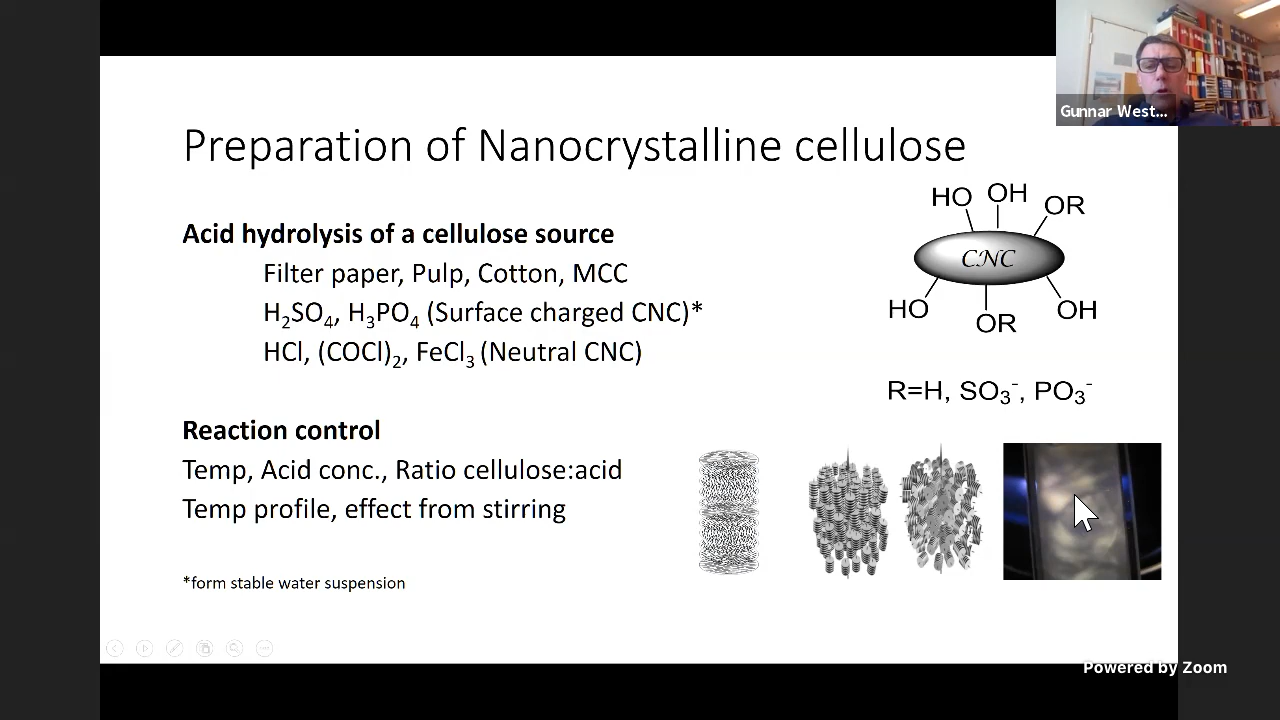 Gunnar West...
Preparation of Nanocrystalline cellulose
Acid hydrolysis of a cellulose source
Filter paper, Pulp, Cotton, MCC
H₂SO₄, H₃PO₄ (Surface charged CNC)*
HCl, (COCl)₂, FeCl₃ (Neutral CNC)
Reaction control
Temp, Acid conc., Ratio cellulose:acid
Temp profile, effect from stirring
*form stable water suspension
HO OH OR
CNC
HO OR OH
R=H, SO₃⁻, PO₃⁻
Powered by Zoom